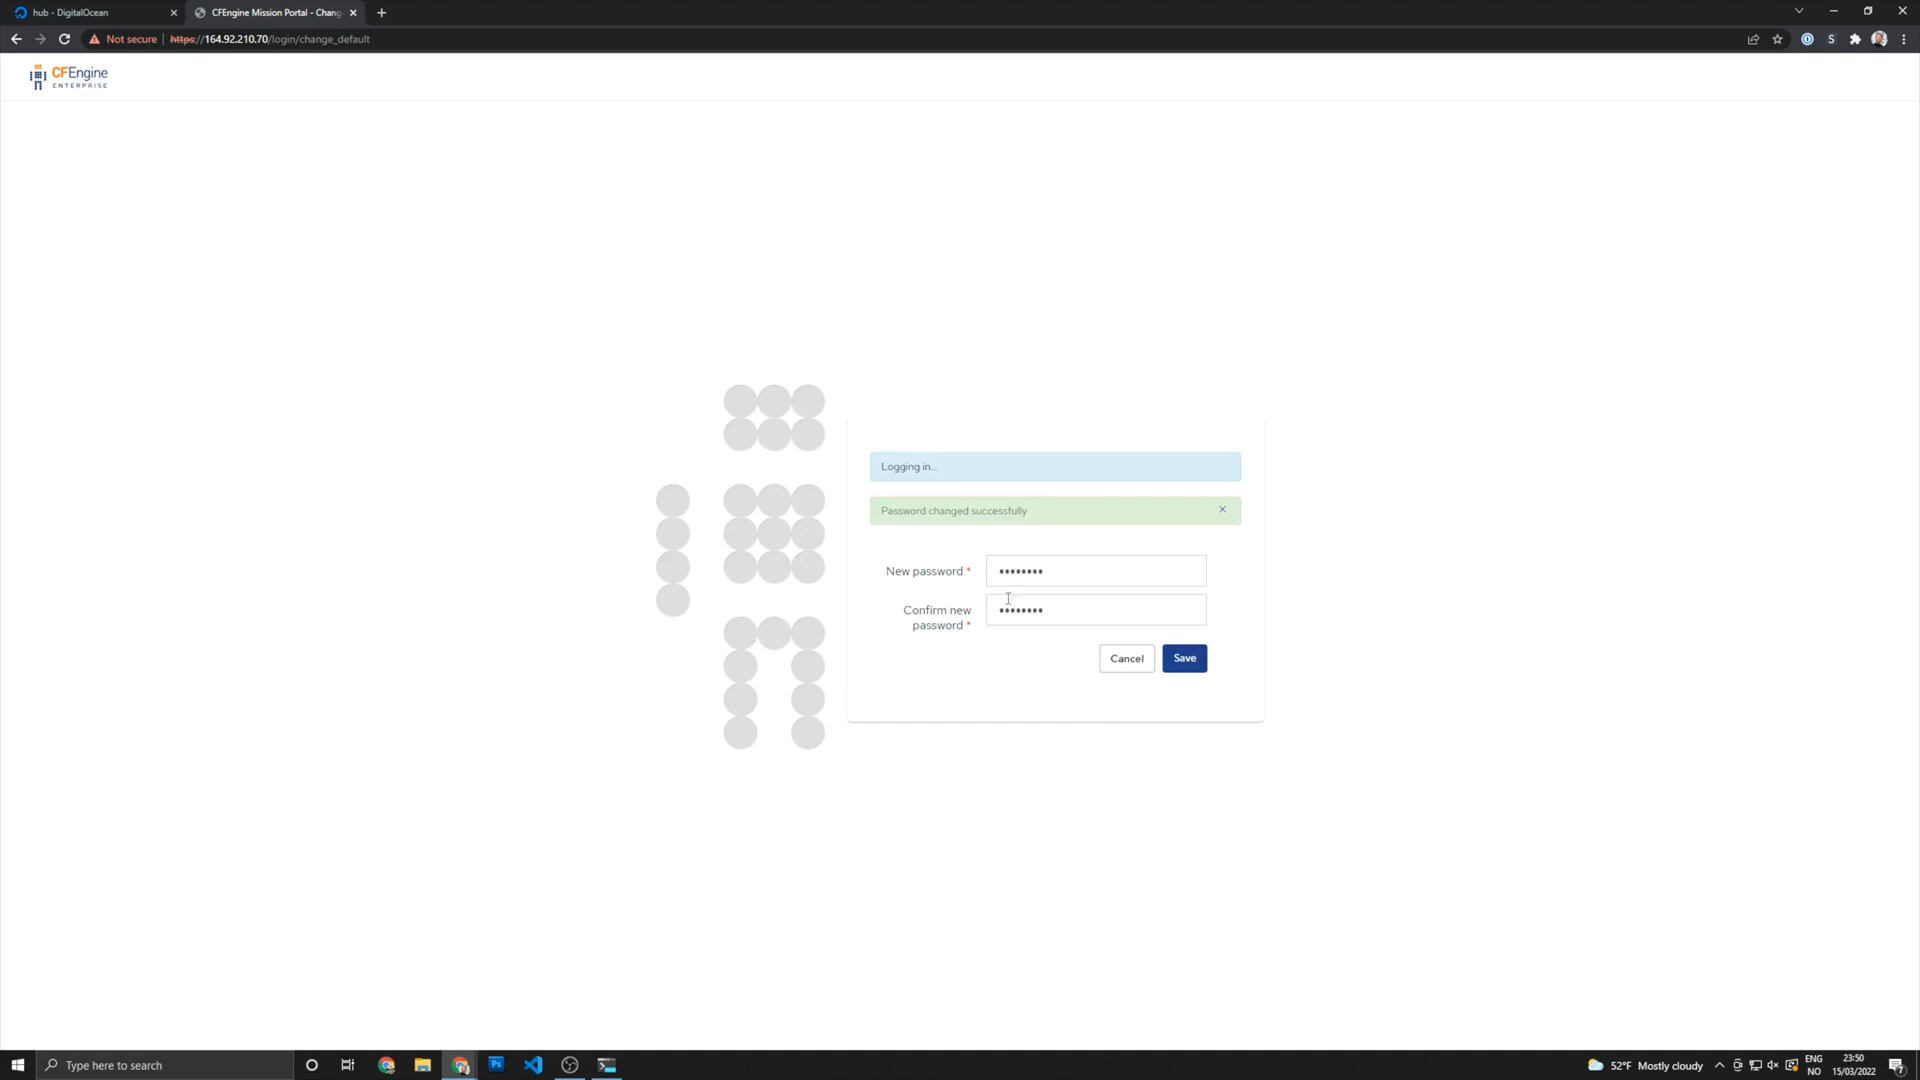 hub - DigitalOcean
CFEngine Mission Portal - Chang
Not secure
https://164.92.210.70/login/change_default
S
CFEngine
ENTERPRISE
Logging in...
Password changed successfully
New password *
Confirm new
password *
Cancel
Save
Type here to search
Ps
52°F Mostly cloudy
ENG
NO
23:50
15/03/2022
7